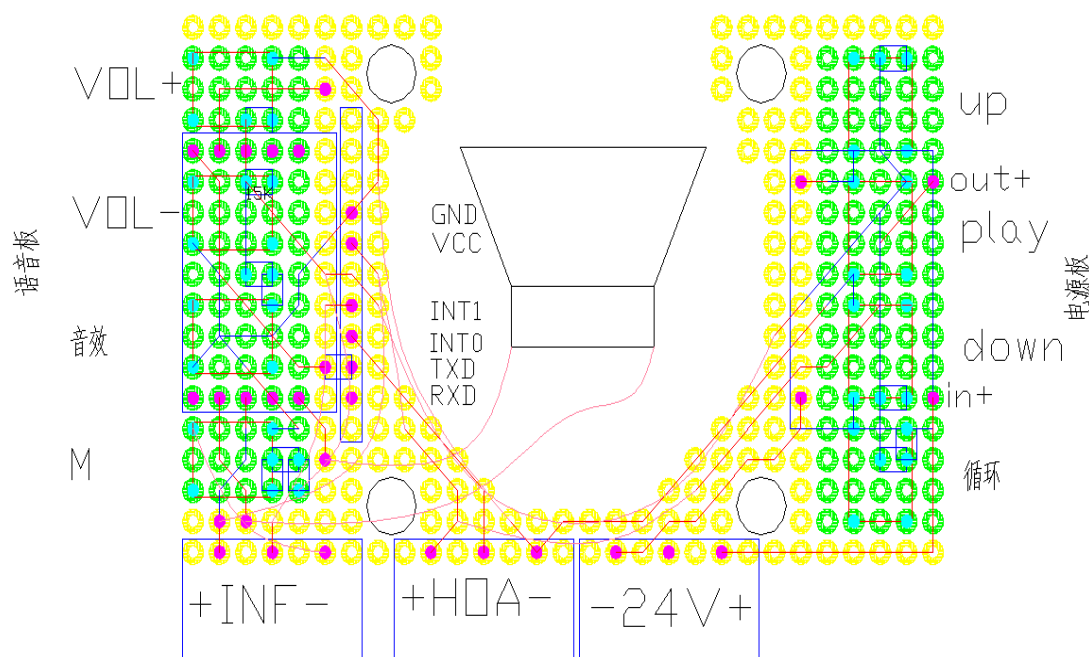 VOL+
up
15K
out+
VOL-
GND
play
VCC
语音板
电源板
INT1
音效
INT0
down
TXD
RXD
in+
M
循环
+INF-
+HOA-
-24V+